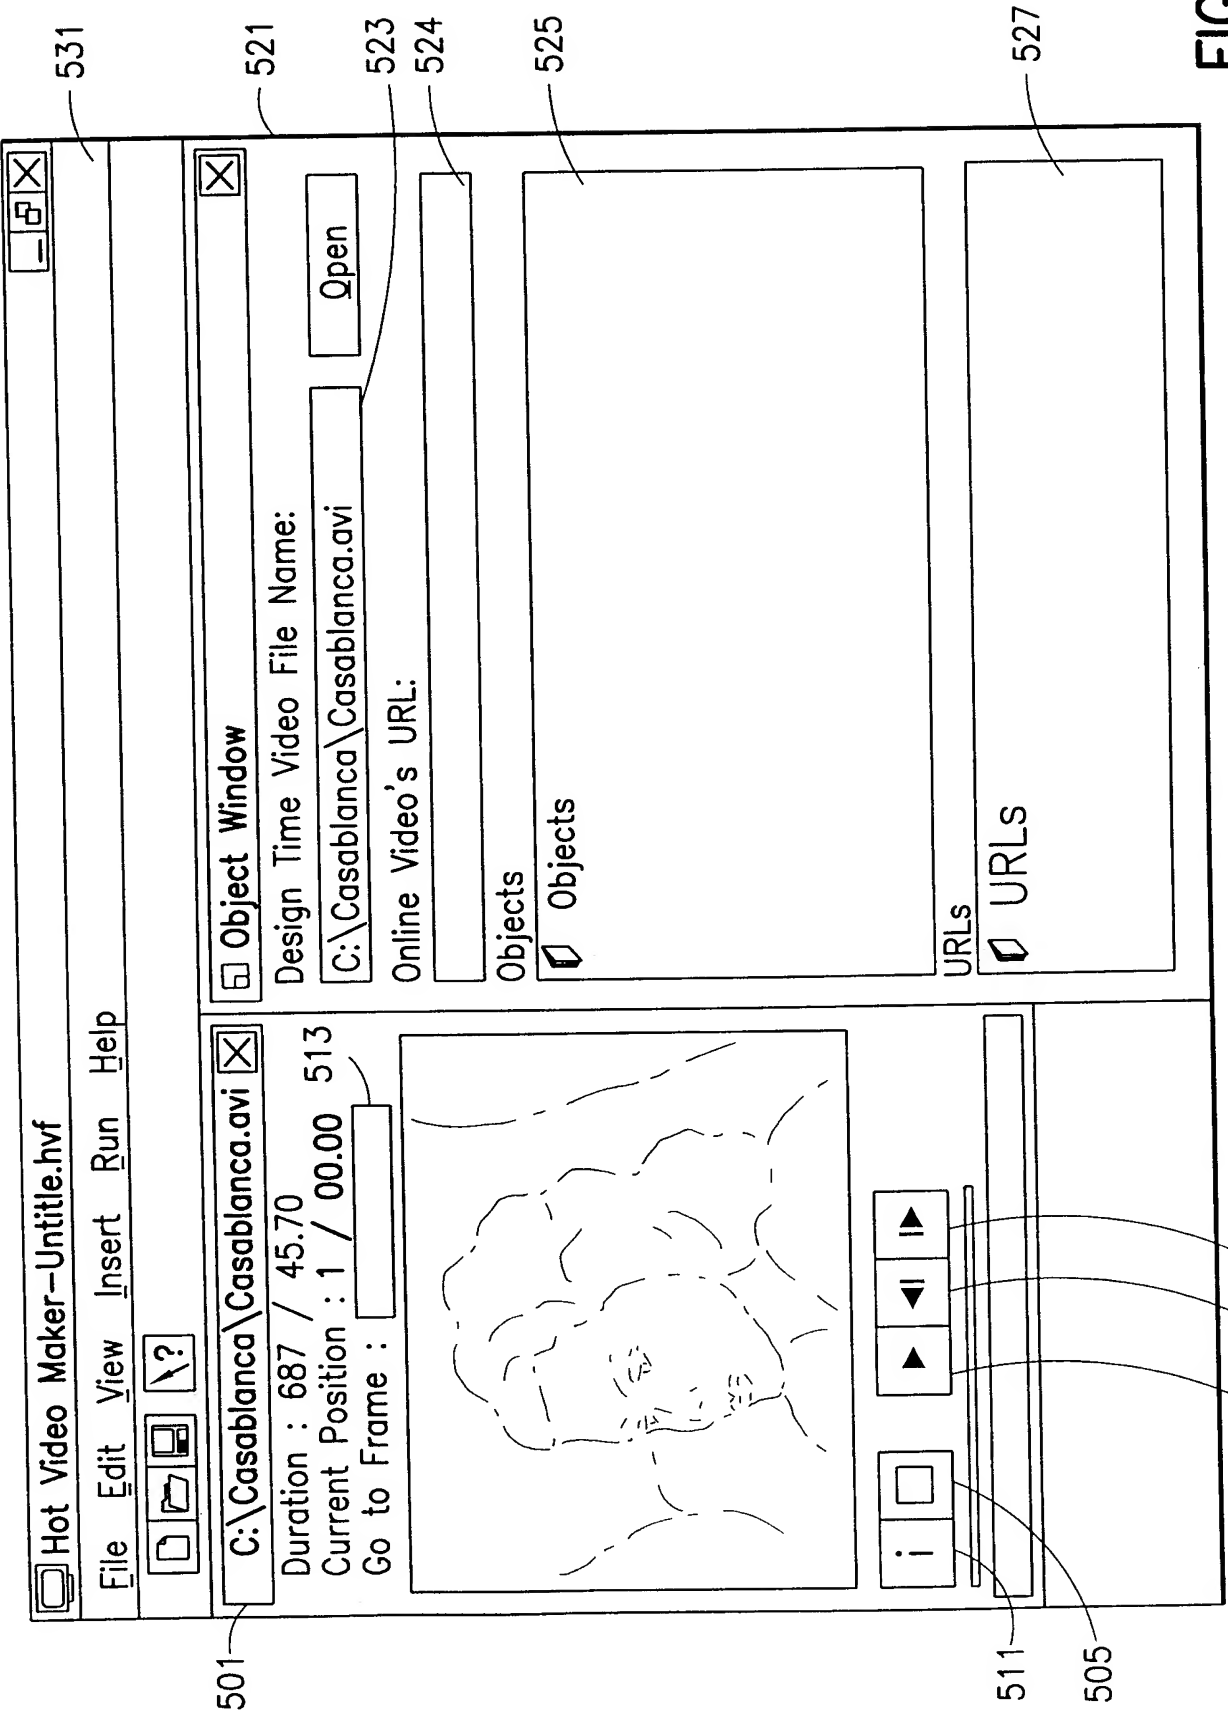 Hot Video Maker–Untitle.hvf
531
File Edit View Insert Run Help
?
521
501
C:\Casablanca\Casablanca.avi
Duration : 687 / 45.70
Current Position : 1 / 00.00
Go to Frame :
513
i
511
505
Object Window
Design Time Video File Name:
C:\Casablanca\Casablanca.avi
Open
523
Online Video's URL:
524
Objects
Objects
525
URLs
URLs
527